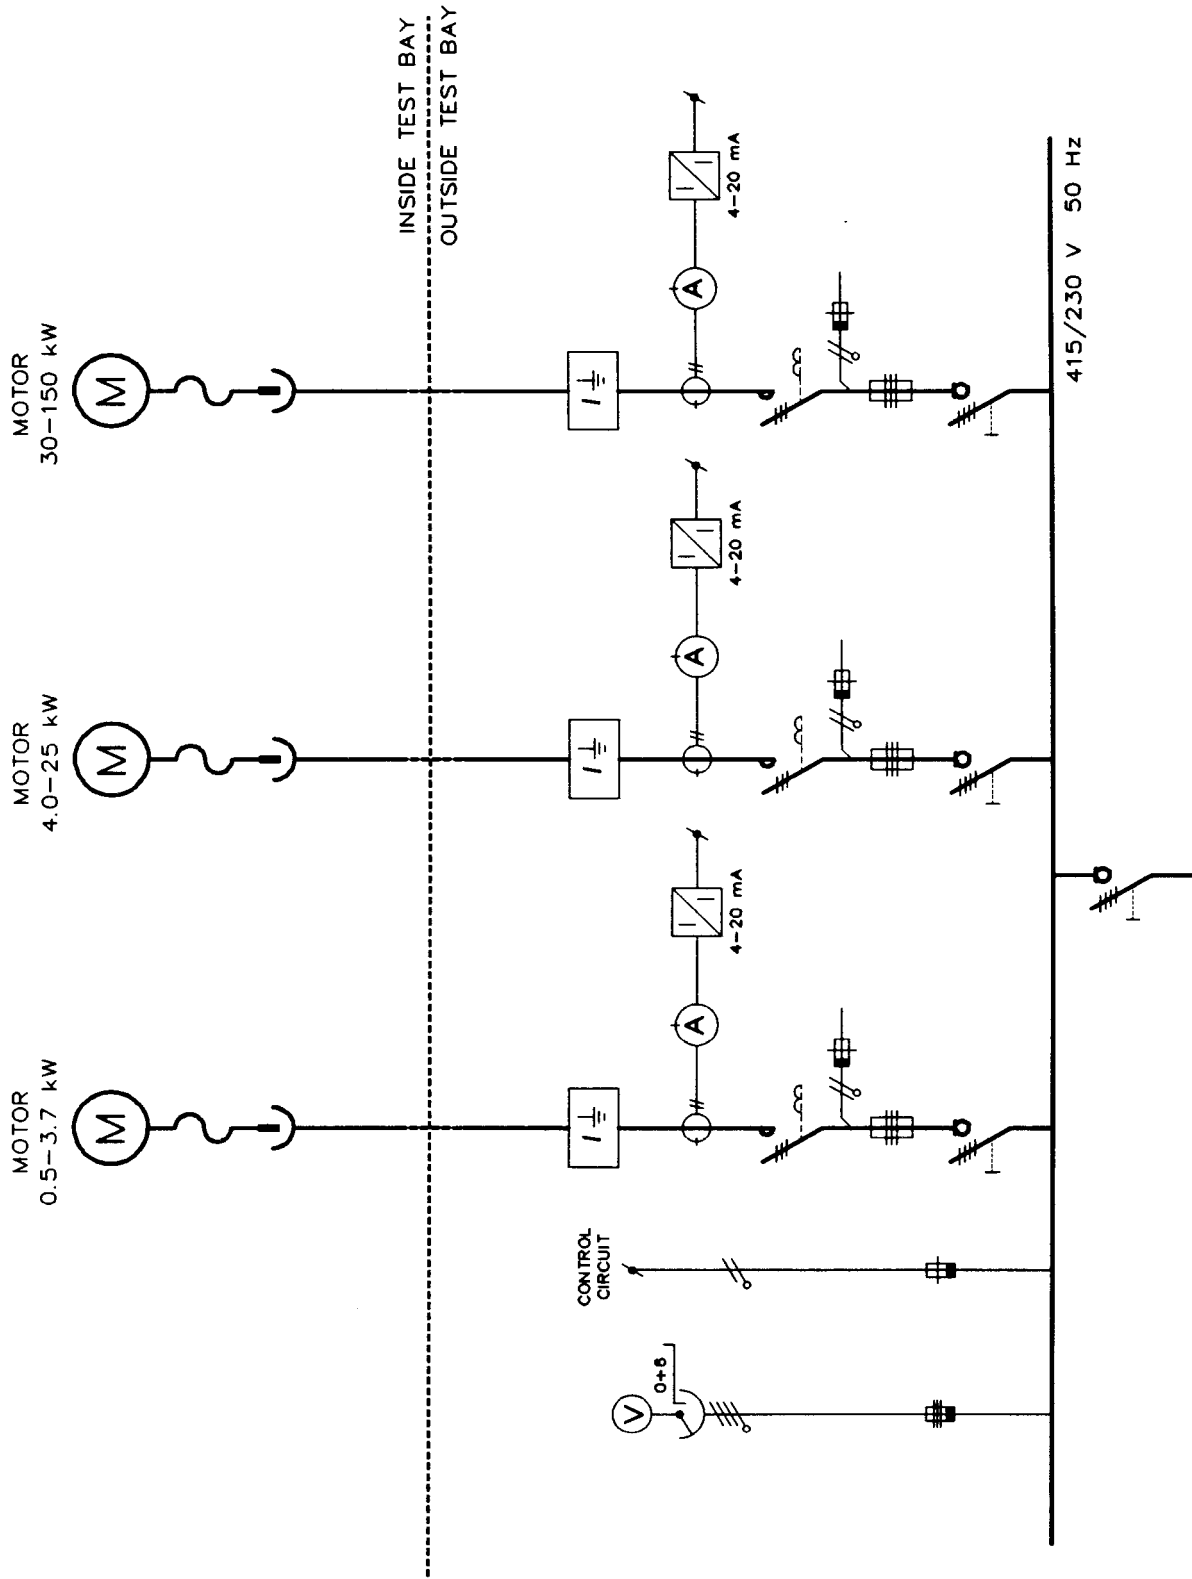 MOTOR
0.5-3.7 kW
M
MOTOR
4.0-25 kW
M
MOTOR
30-150 kW
M
INSIDE TEST BAY
OUTSIDE TEST BAY
A
4-20 mA
A
4-20 mA
A
4-20 mA
CONTROL
CIRCUIT
V
0+6
415/230 V 50 Hz